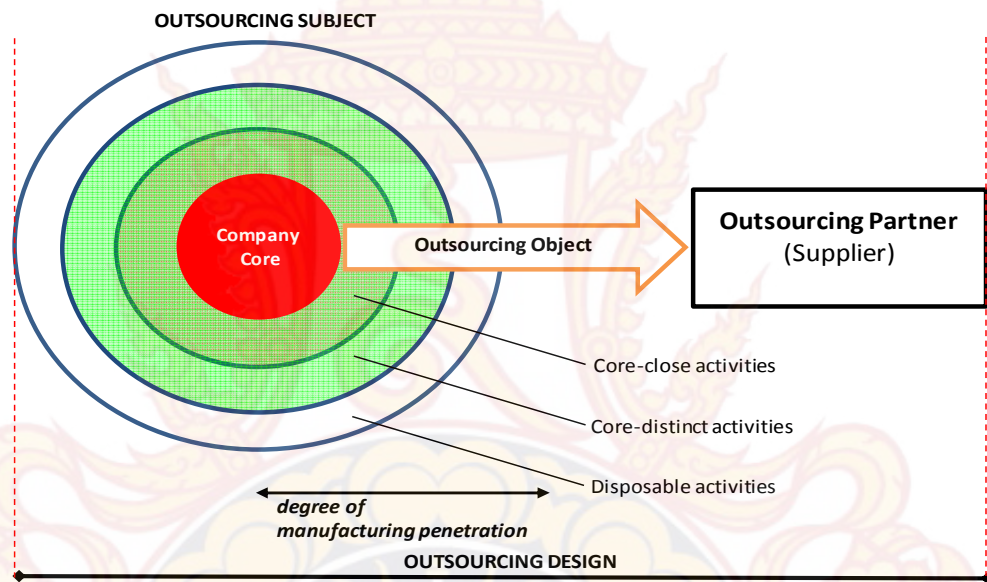 OUTSOURCING SUBJECT
Company
Core
Outsourcing Object
Outsourcing Partner
(Supplier)
Core-close activities
Core-distinct activities
Disposable activities
degree of
manufacturing penetration
OUTSOURCING DESIGN